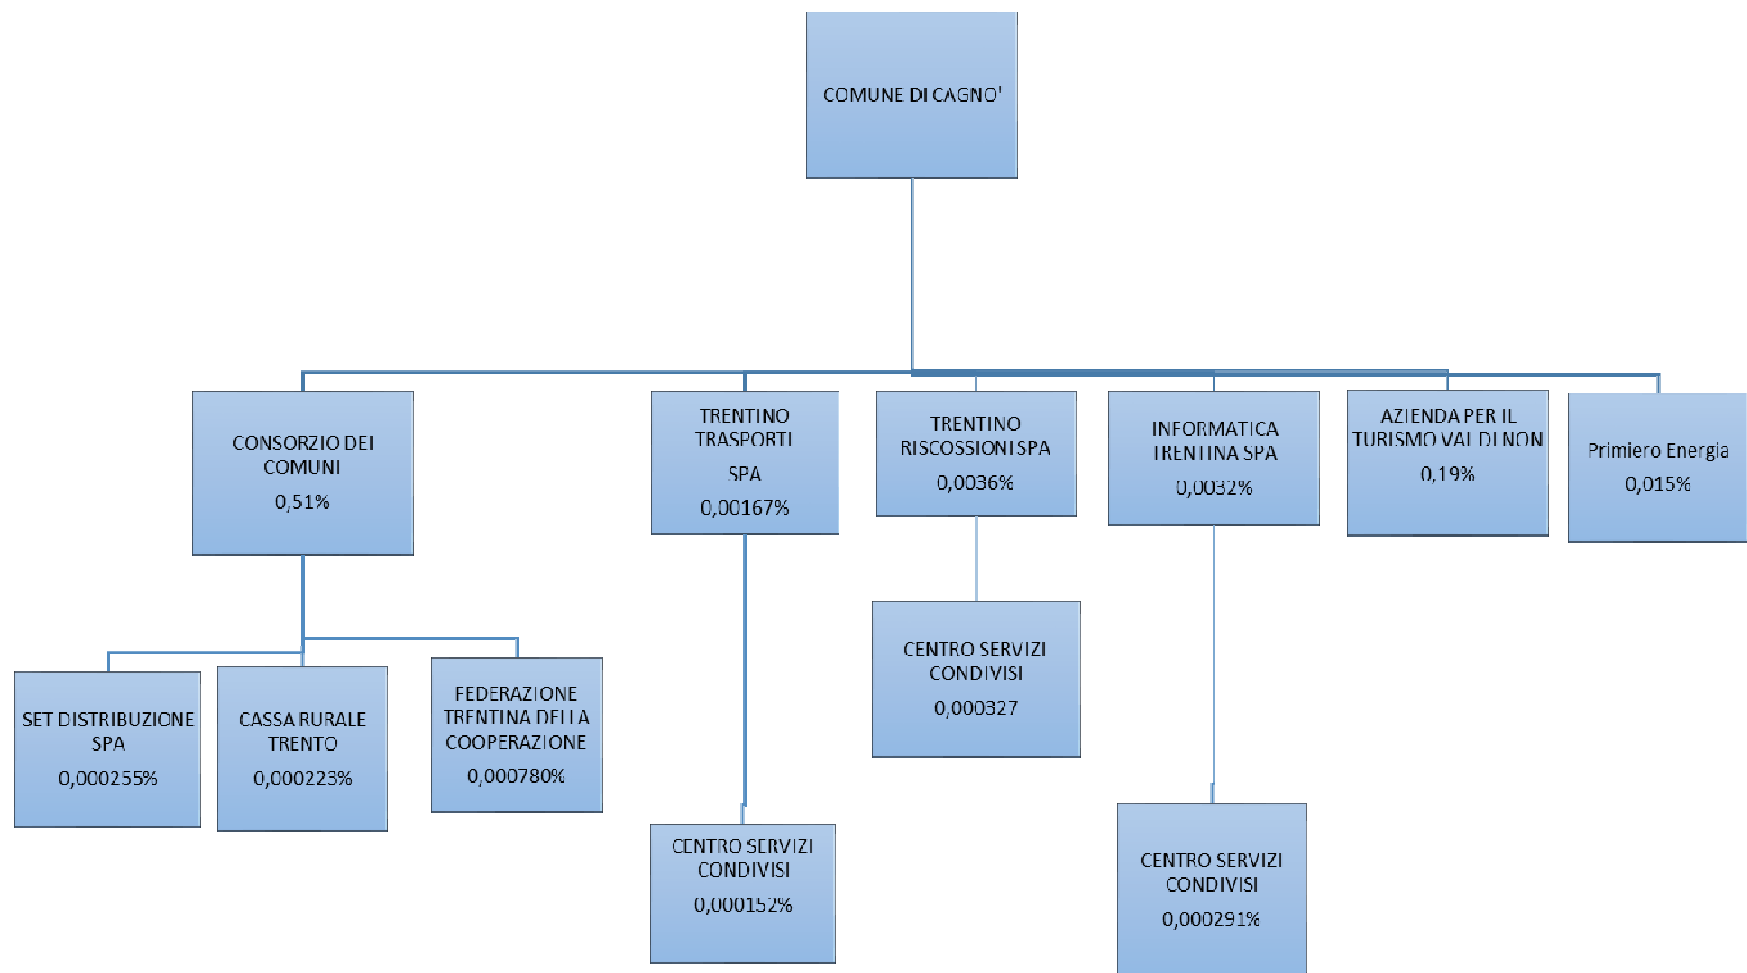 COMUNE DI CAGNO'
CONSORZIO DEI
COMUNI
0,51%
TRENTINO
TRASPORTI
SPA
0,00167%
TRENTINO
RISCOSSIONI SPA
0,0036%
INFORMATICA
TRENTINA SPA
0,0032%
AZIENDA PER IL
TURISMO VAL DI NON
0,19%
Primiero Energia
0,015%
SET DISTRIBUZIONE
SPA
0,000255%
CASSA RURALE
TRENTO
0,000223%
FEDERAZIONE
TRENTINA DELLA
COOPERAZIONE
0,000780%
CENTRO SERVIZI
CONDIVISI
0,000152%
CENTRO SERVIZI
CONDIVISI
0,000327
CENTRO SERVIZI
CONDIVISI
0,000291%